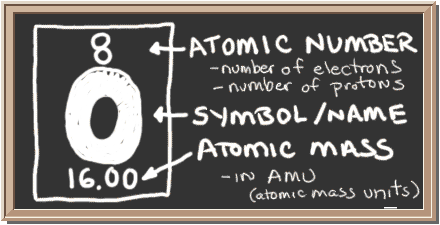 8
ATOMIC NUMBER
-number of electrons
-number of protons
O
SYMBOL/NAME
ATOMIC MASS
16.00
-IN AMU
(atomic mass units)